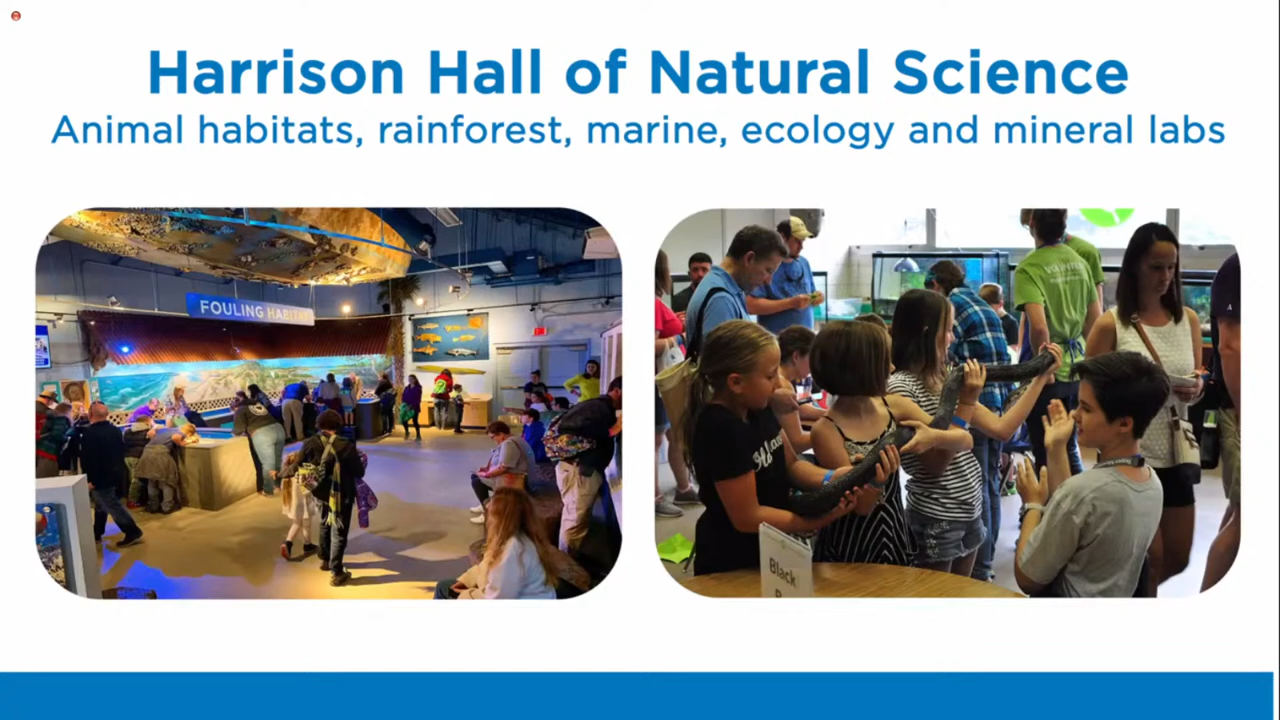 Harrison Hall of Natural Science
Animal habitats, rainforest, marine, ecology and mineral labs
FOULING HABITAT
Black